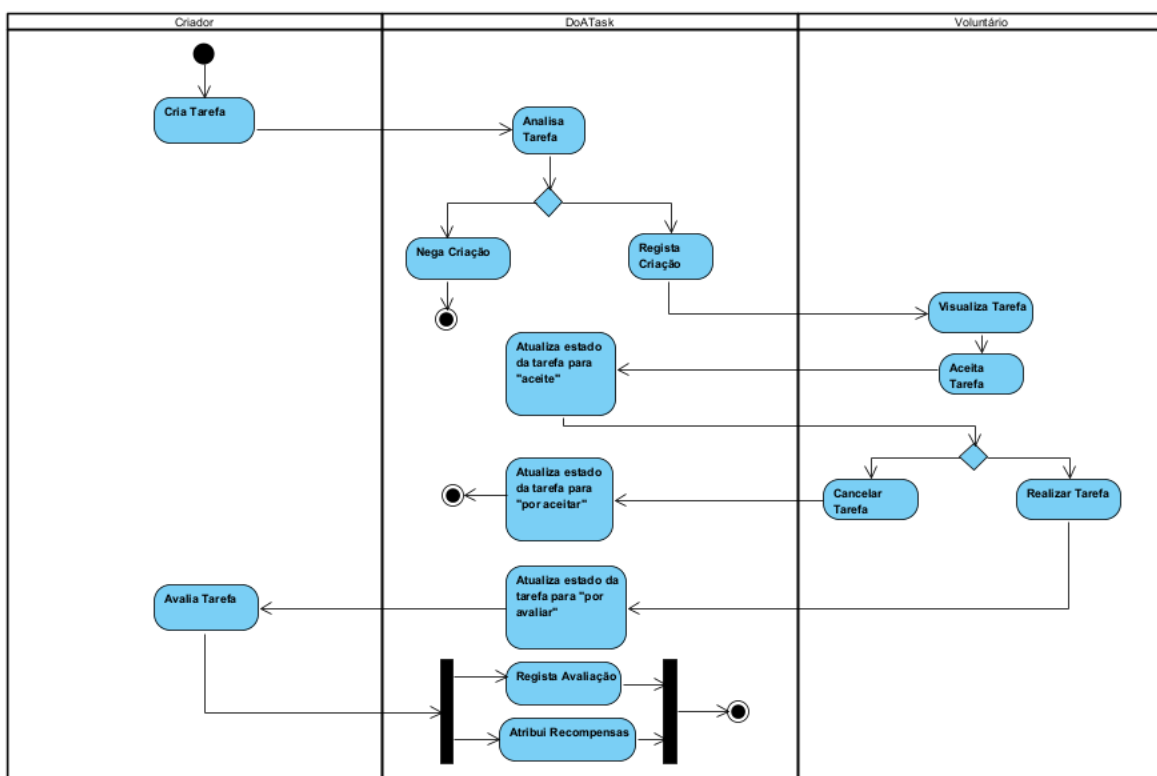 Criador
DoATask
Voluntário
Cria Tarefa
Analisa
Tarefa
Nega Criação
Regista
Criação
Visualiza Tarefa
Aceita
Tarefa
Atualiza estado
da tarefa para
"aceite"
Cancelar
Tarefa
Realizar Tarefa
Atualiza estado
da tarefa para
"por aceitar"
Atualiza estado da
tarefa para "por
avaliar"
Avalia Tarefa
Regista Avaliação
Atribui Recompensas